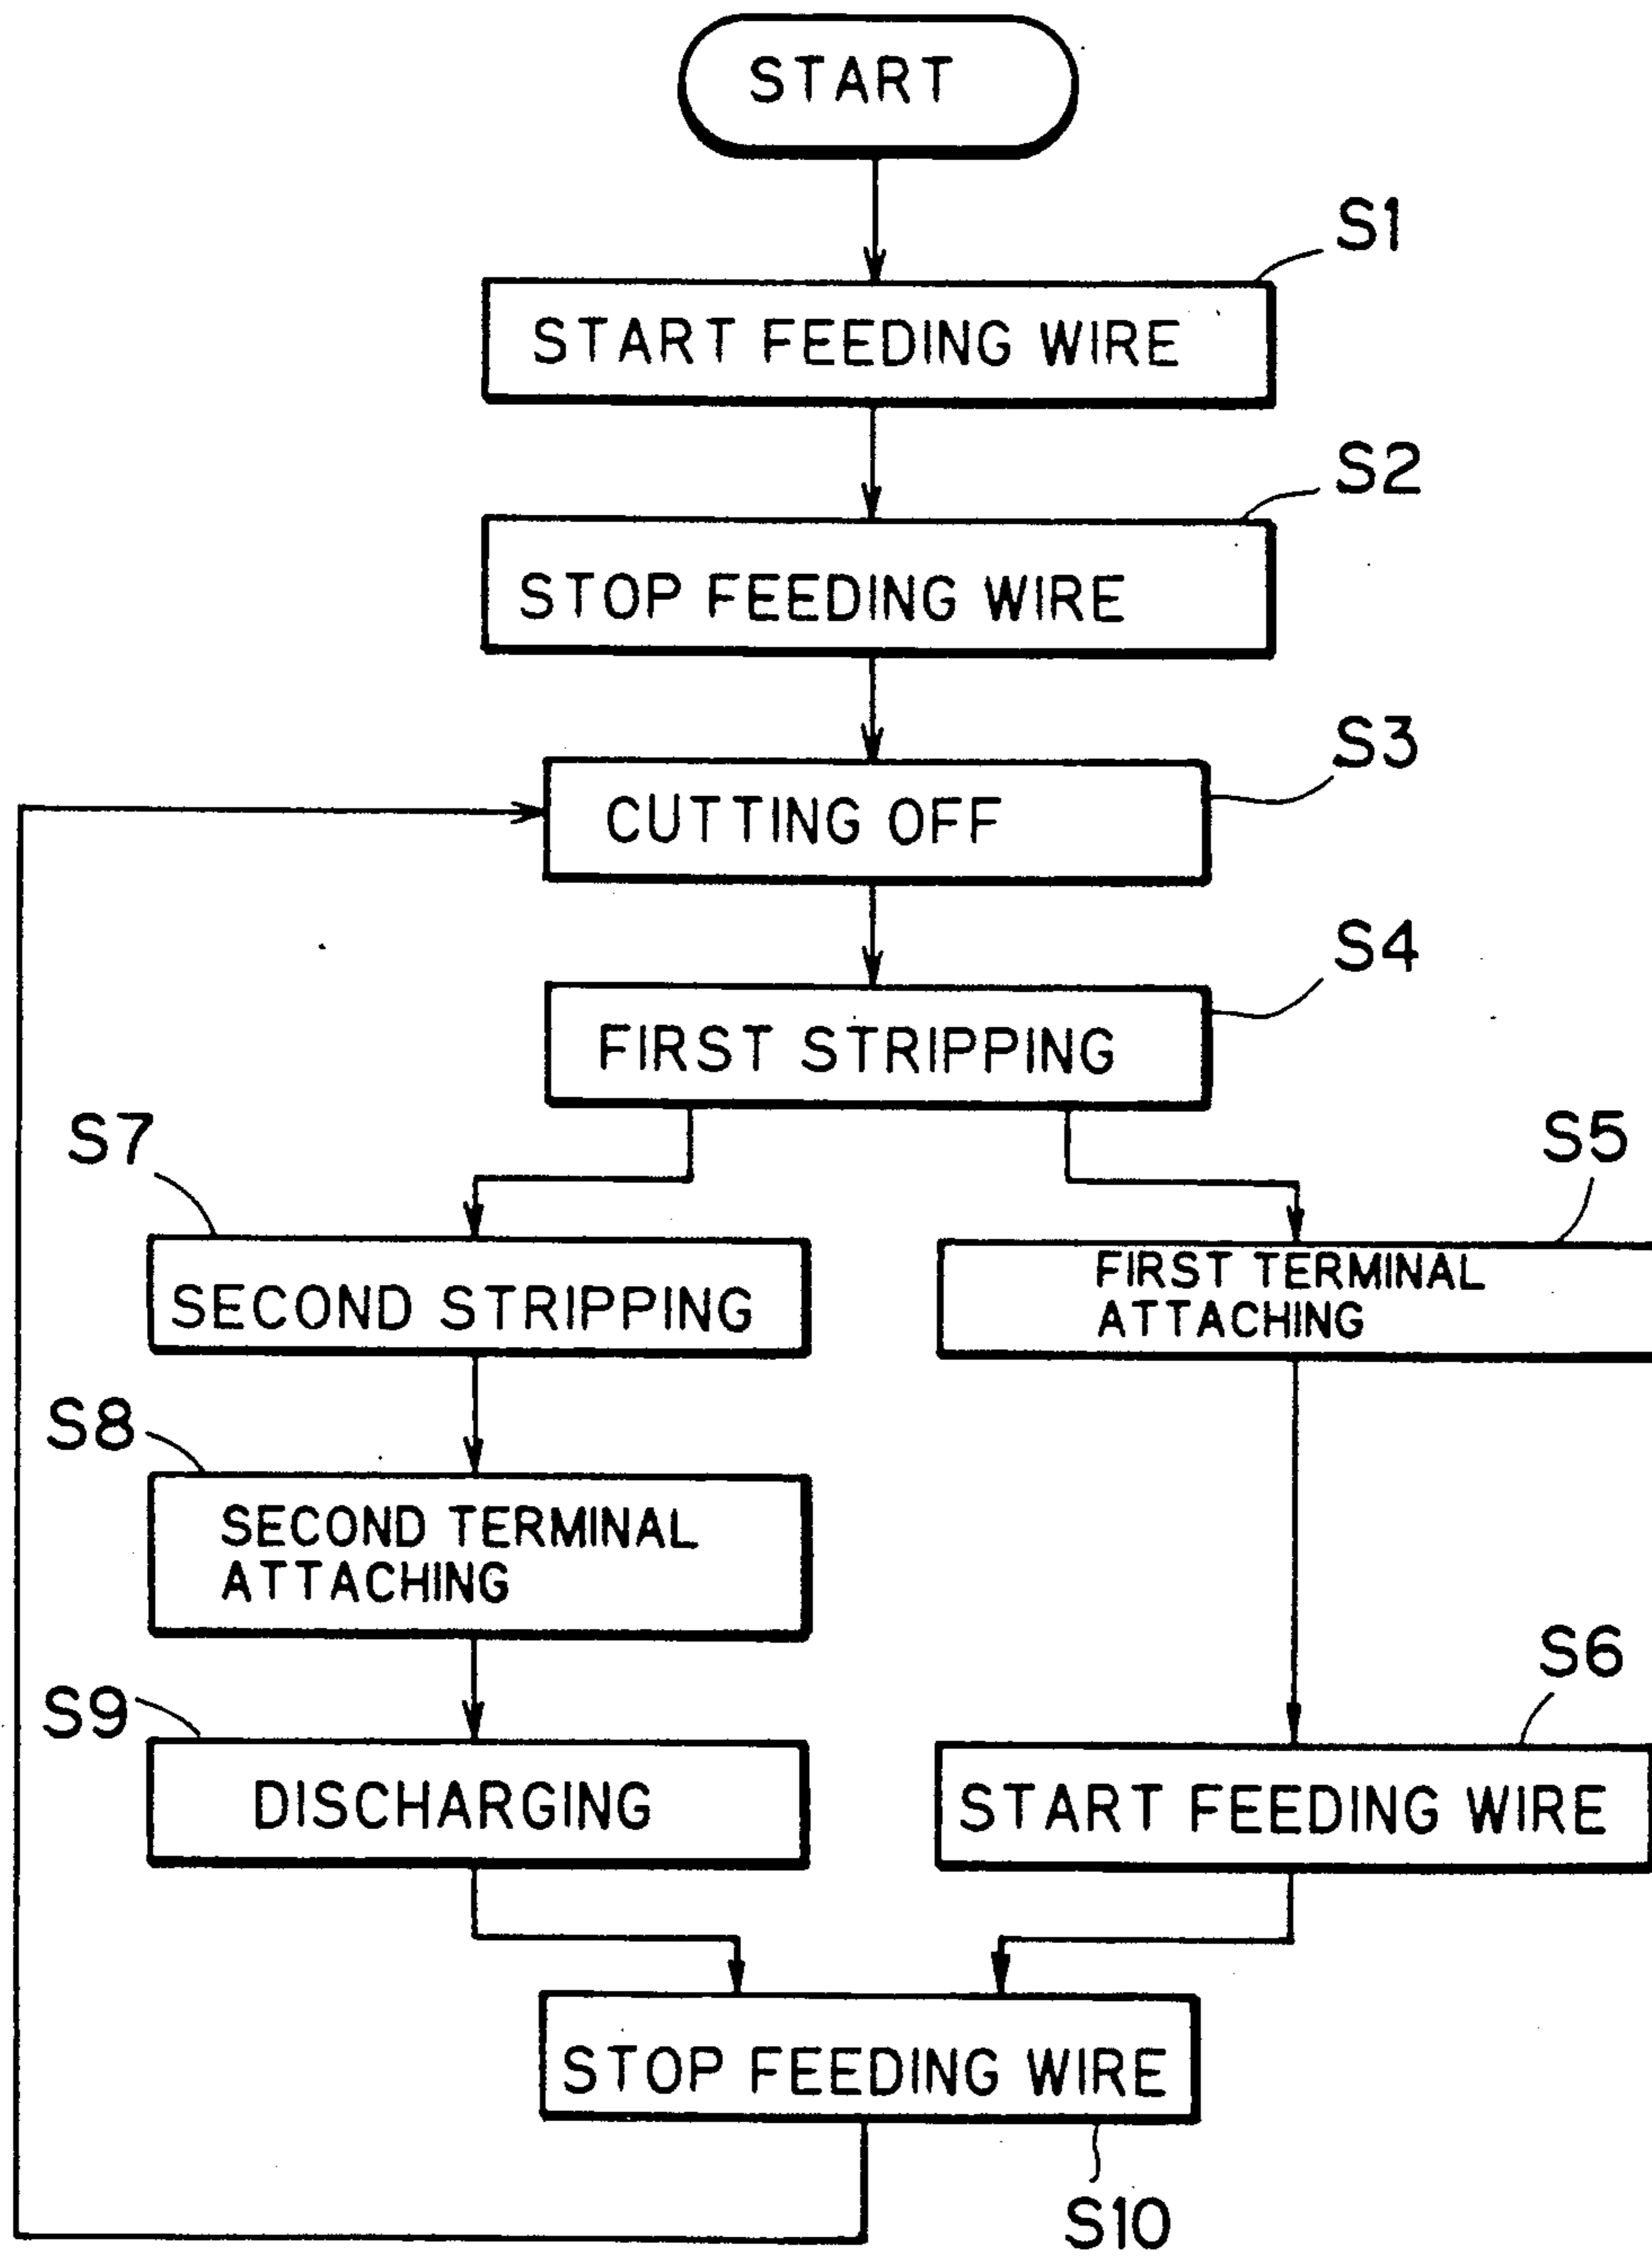 START
S1
START FEEDING WIRE
S2
STOP FEEDING WIRE
S3
CUTTING OFF
S4
FIRST STRIPPING
S7
SECOND STRIPPING
S5
FIRST TERMINAL
ATTACHING
S8
SECOND TERMINAL
ATTACHING
S9
DISCHARGING
S6
START FEEDING WIRE
STOP FEEDING WIRE
S10